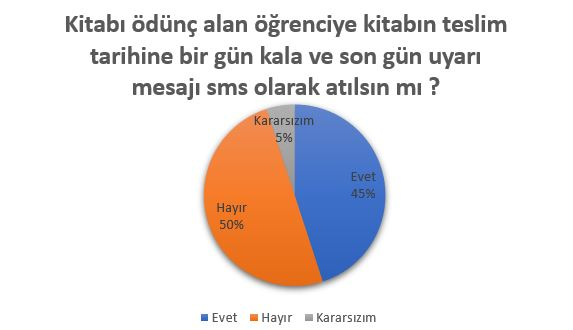 Kitabı ödünç alan öğrenciye kitabın teslim
tarihine bir gün kala ve son gün uyarı
mesajı sms olarak atılsın mı ?
Kararsızım
5%
Evet
45%
Hayır
50%
Evet Hayır Kararsızım